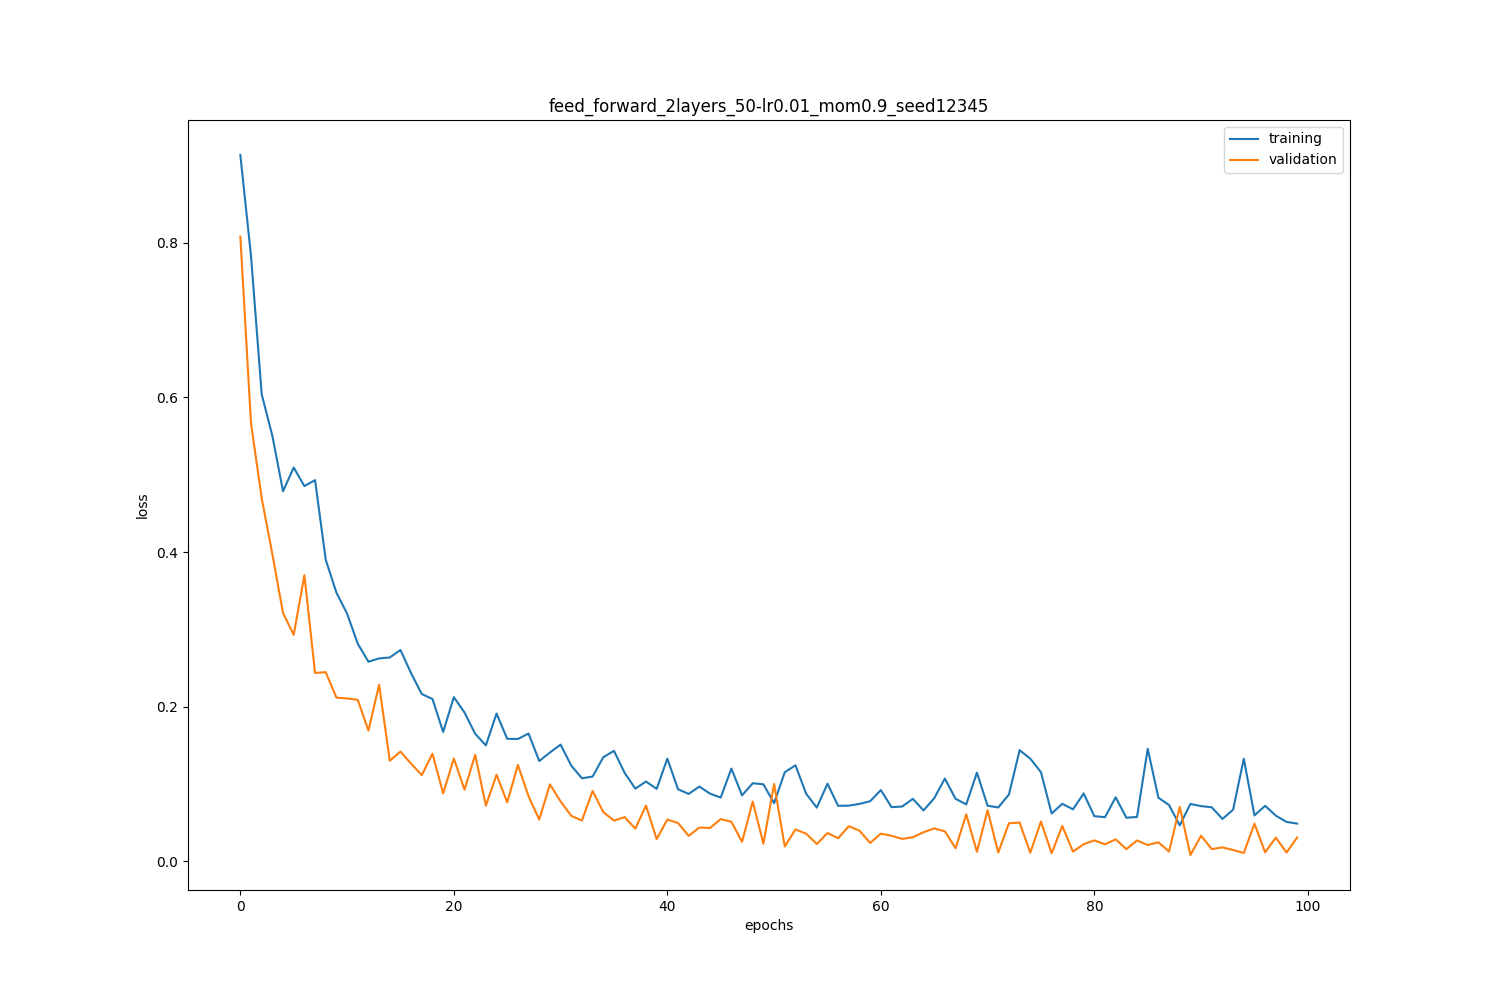 feed_forward_2layers_50-lr0.01_mom0.9_seed12345
training
validation
0.8
0.6
0.4
0.2
0.0
loss
0 20 40 60 80 100
epochs